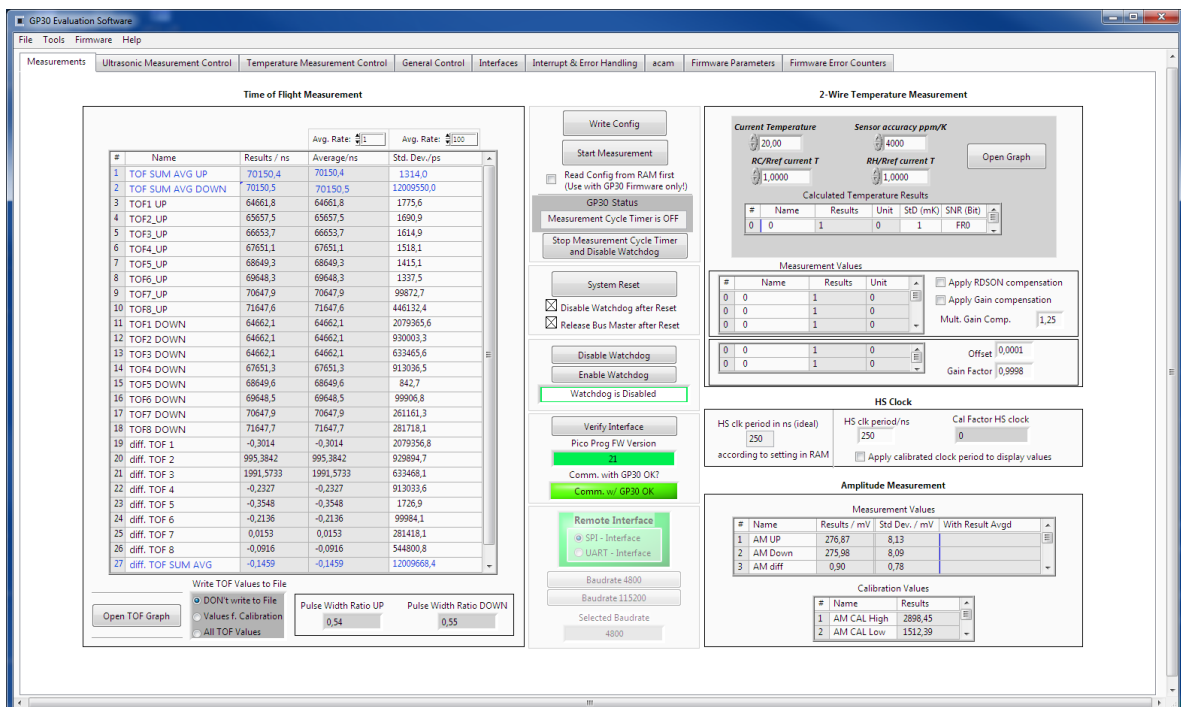 GP30 Evaluation Software
File Tools Firmware Help
Measurements Ultrasonic Measurement Control Temperature Measurement Control General Control Interfaces Interrupt & Error Handling acam Firmware Parameters Firmware Error Counters
Time of Flight Measurement
Avg. Rate: 1 Avg. Rate: 100
# Name Results / ns Average/ns Std. Dev./ps
1 TOF SUM AVG UP 70150,4 70150,4 1314,0
2 TOF SUM AVG DOWN 70150,5 70150,5 12009550,0
3 TOF1 UP 64661,8 64661,8 1775,6
4 TOF2_UP 65657,5 65657,5 1690,9
5 TOF3_UP 66653,7 66653,7 1614,9
6 TOF4_UP 67651,1 67651,1 1518,1
7 TOF5_UP 68649,3 68649,3 1415,1
8 TOF6_UP 69648,3 69648,3 1337,5
9 TOF7_UP 70647,9 70647,9 99872,7
10 TOF8_UP 71647,6 71647,6 446132,4
11 TOF1 DOWN 64662,1 64662,1 2079365,6
12 TOF2 DOWN 64662,1 64662,1 930003,3
13 TOF3 DOWN 64662,1 64662,1 633465,6
14 TOF4 DOWN 67651,3 67651,3 913036,5
15 TOF5 DOWN 68649,6 68649,6 842,7
16 TOF6 DOWN 69648,5 69648,5 99906,8
17 TOF7 DOWN 70647,9 70647,9 261161,3
18 TOF8 DOWN 71647,7 71647,7 281718,1
19 diff. TOF 1 -0,3014 -0,3014 2079356,8
20 diff. TOF 2 995,3842 995,3842 929894,7
21 diff. TOF 3 1991,5733 1991,5733 633468,1
22 diff. TOF 4 -0,2327 -0,2327 913033,6
23 diff. TOF 5 -0,3548 -0,3548 1726,9
24 diff. TOF 6 -0,2136 -0,2136 99984,1
25 diff. TOF 7 0,0153 0,0153 281418,1
26 diff. TOF 8 -0,0916 -0,0916 544800,8
27 diff. TOF SUM AVG -0,1459 -0,1459 12009668,4
Write TOF Values to File
Open TOF Graph
DON't write to File
Values f. Calibration
All TOF Values
Pulse Width Ratio UP Pulse Width Ratio DOWN
0,54 0,55
Write Config
Start Measurement
Read Config from RAM first
(Use with GP30 Firmware only!)
GP30 Status
Measurement Cycle Timer is OFF
Stop Measurement Cycle Timer
and Disable Watchdog
System Reset
Disable Watchdog after Reset
Release Bus Master after Reset
Disable Watchdog
Enable Watchdog
Watchdog is Disabled
Verify Interface
Pico Prog FW Version
21
Comm. with GP30 OK?
Comm. w/ GP30 OK
Remote Interface
SPI - Interface
UART - Interface
Baudrate 4800
Baudrate 115200
Selected Baudrate
4800
2-Wire Temperature Measurement
Current Temperature Sensor accuracy ppm/K
20,00 4000
RC/Rref current T RH/Rref current T
1,0000 1,0000
Open Graph
Calculated Temperature Results
# Name Results Unit StD (mK) SNR (Bit)
0 0 1 0 1 FR0
Measurement Values
# Name Results Unit
0 0 1 0
0 0 1 0
0 0 1 0
Apply RDSON compensation
Apply Gain compensation
Mult. Gain Comp. 1,25
0 0 1 0
0 0 1 0
Offset 0,0001
Gain Factor 0,9998
HS Clock
HS clk period in ns (ideal) HS clk period/ns Cal Factor HS clock
250 250 0
according to setting in RAM Apply calibrated clock period to display values
Amplitude Measurement
Measurement Values
# Name Results / mV Std Dev. / mV With Result Avgd
1 AM UP 276,87 8,13
2 AM Down 275,98 8,09
3 AM diff 0,90 0,78
Calibration Values
# Name Results
1 AM CAL High 2898,45
2 AM CAL Low 1512,39